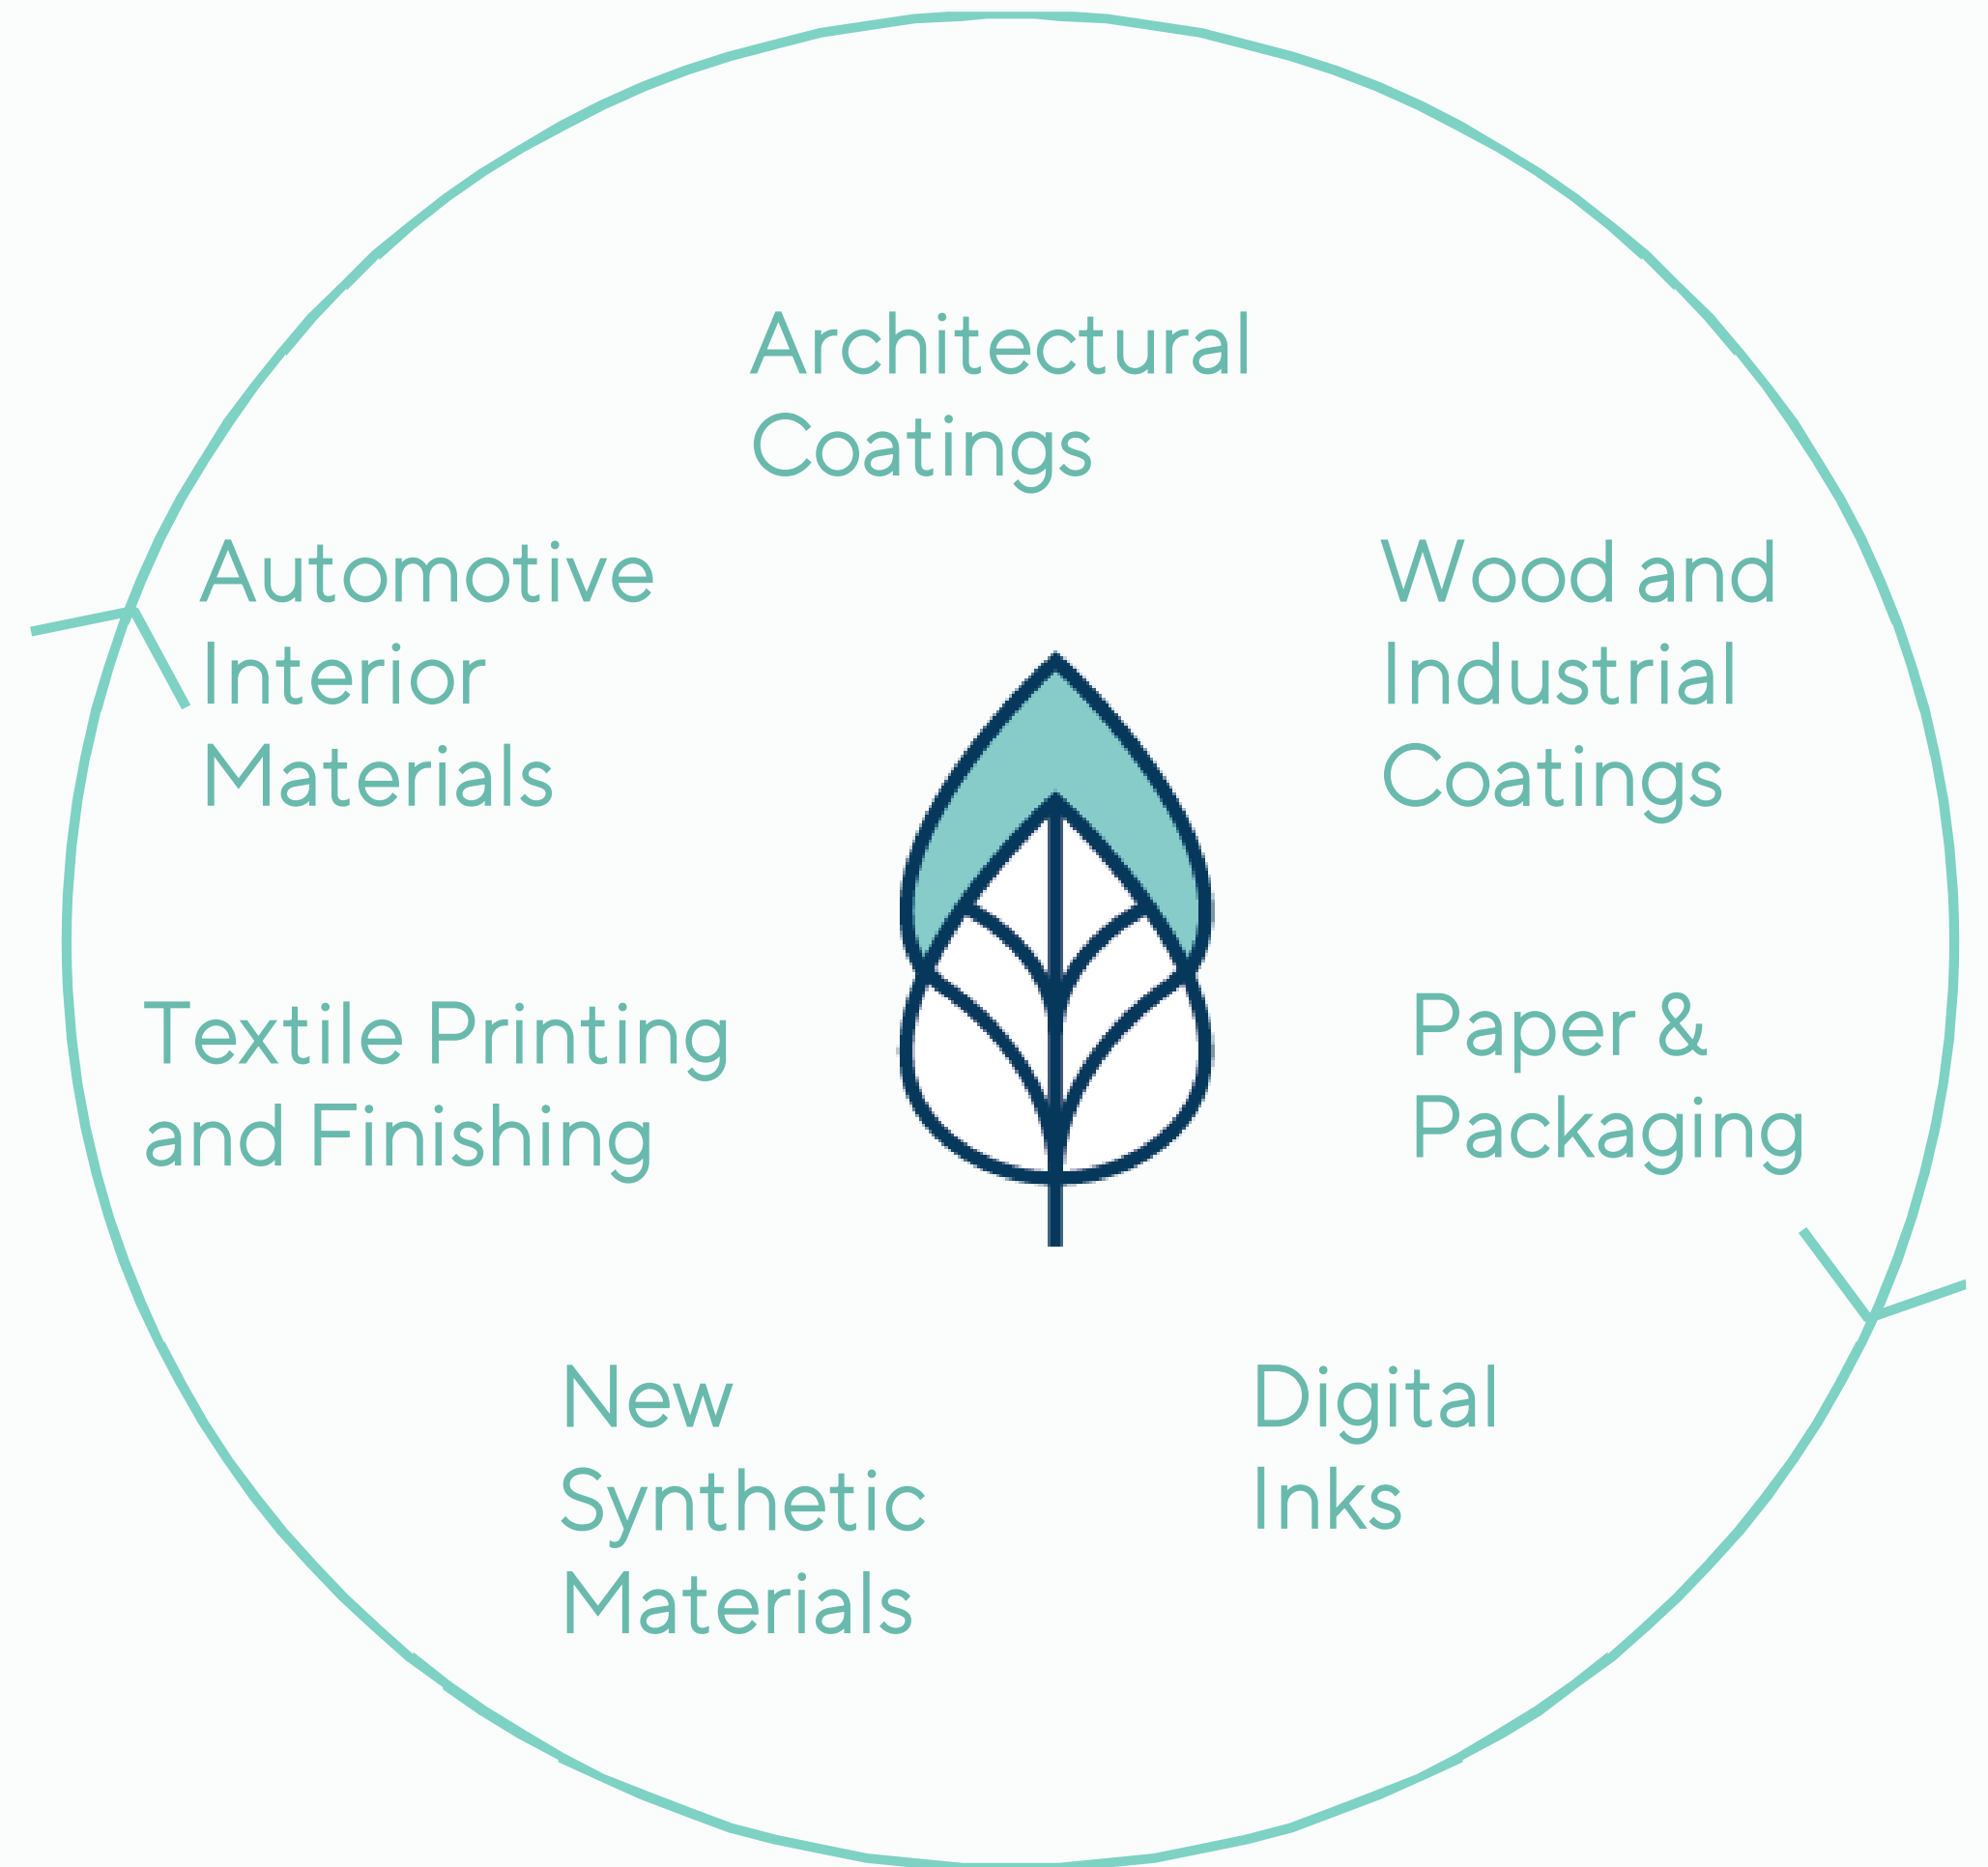 Architectural
Coatings
Automotive
Interior
Materials
Wood and
Industrial
Coatings
Textile Printing
and Finishing
Paper &
Packaging
New
Synthetic
Materials
Digital
Inks